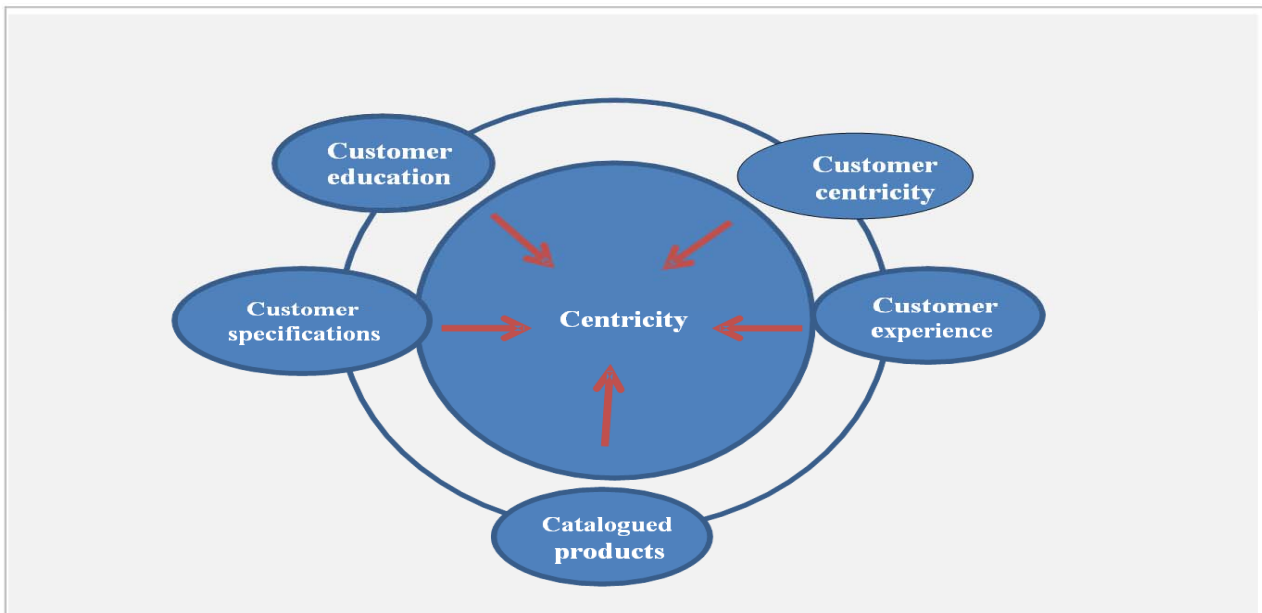 Customer
education
Customer
centricity
Customer
specifications
Centricity
Customer
experience
Catalogued
products